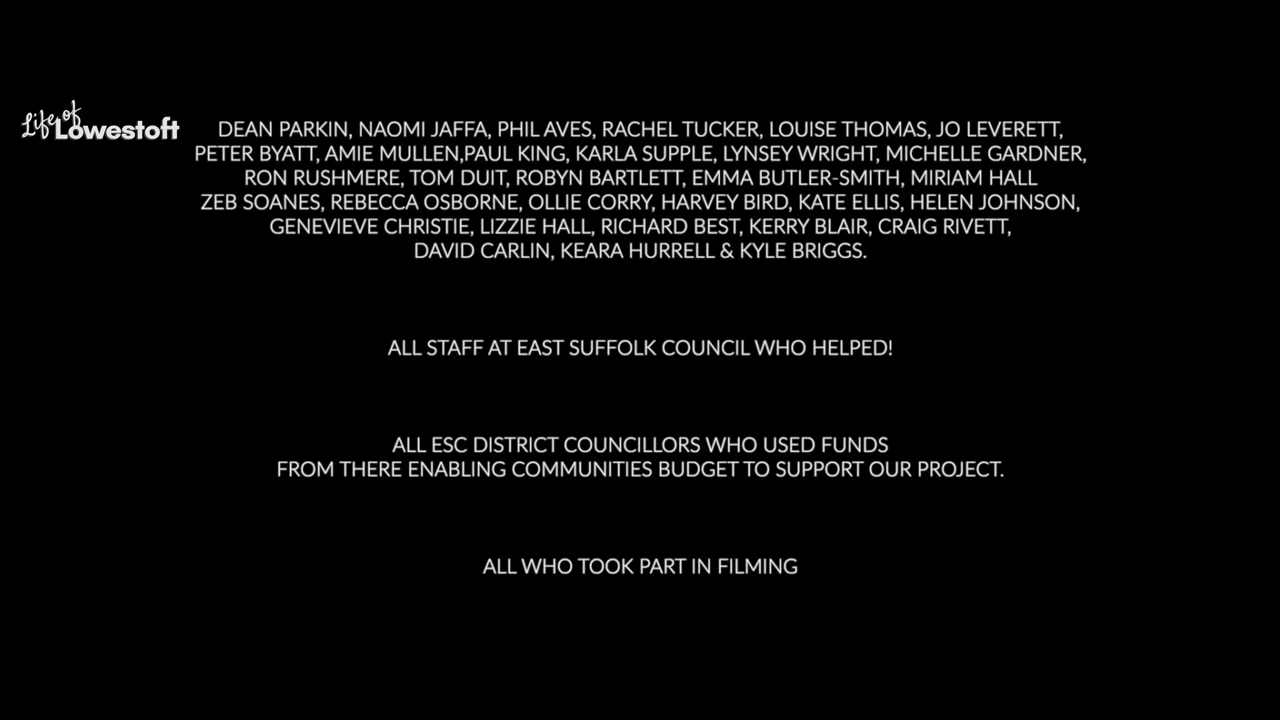 Life of
Lowestoft
DEAN PARKIN, NAOMI JAFFA, PHIL AVES, RACHEL TUCKER, LOUISE THOMAS, JO LEVERETT,
PETER BYATT, AMIE MULLEN,PAUL KING, KARLA SUPPLE, LYNSEY WRIGHT, MICHELLE GARDNER,
RON RUSHMERE, TOM DUIT, ROBYN BARTLETT, EMMA BUTLER-SMITH, MIRIAM HALL
ZEB SOANES, REBECCA OSBORNE, OLLIE CORRY, HARVEY BIRD, KATE ELLIS, HELEN JOHNSON,
GENEVIEVE CHRISTIE, LIZZIE HALL, RICHARD BEST, KERRY BLAIR, CRAIG RIVETT,
DAVID CARLIN, KEARA HURRELL & KYLE BRIGGS.
ALL STAFF AT EAST SUFFOLK COUNCIL WHO HELPED!
ALL ESC DISTRICT COUNCILLORS WHO USED FUNDS
FROM THERE ENABLING COMMUNITIES BUDGET TO SUPPORT OUR PROJECT.
ALL WHO TOOK PART IN FILMING